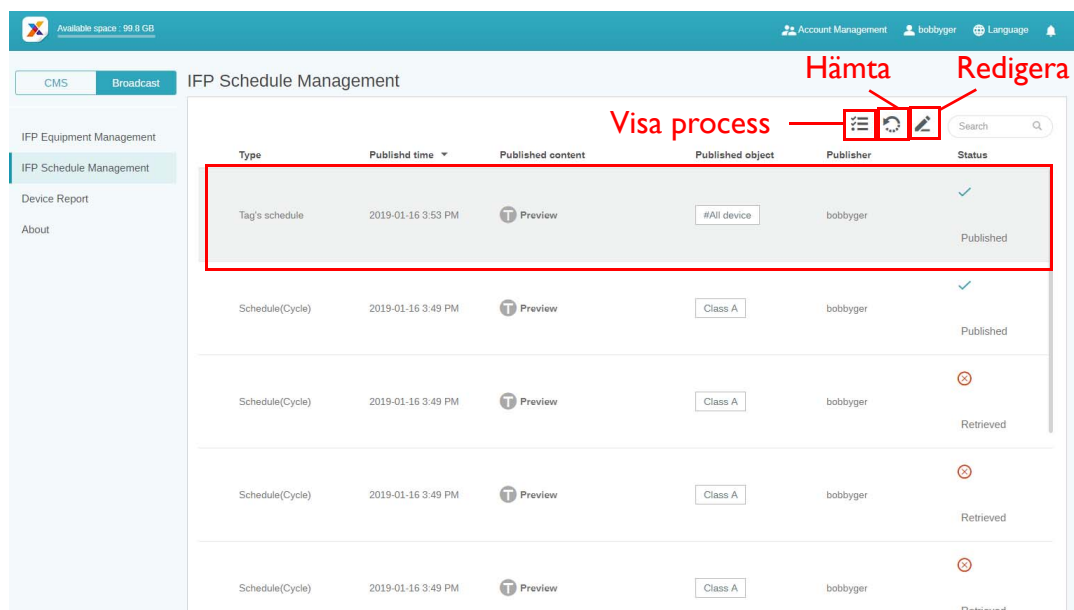 Available space : 99.8 GB
Account Management
bobbyger
Language
CMS
Broadcast
IFP Schedule Management
Hämta
Redigera
Visa process
Search
IFP Equipment Management
IFP Schedule Management
Device Report
About
Type Publishd time Published content Published object Publisher Status
Tag's schedule 2019-01-16 3:53 PM T Preview #All device bobbyger
Published
Schedule(Cycle) 2019-01-16 3:49 PM T Preview Class A bobbyger
Published
Schedule(Cycle) 2019-01-16 3:49 PM T Preview Class A bobbyger
Retrieved
Schedule(Cycle) 2019-01-16 3:49 PM T Preview Class A bobbyger
Retrieved
Schedule(Cycle) 2019-01-16 3:49 PM T Preview Class A bobbyger